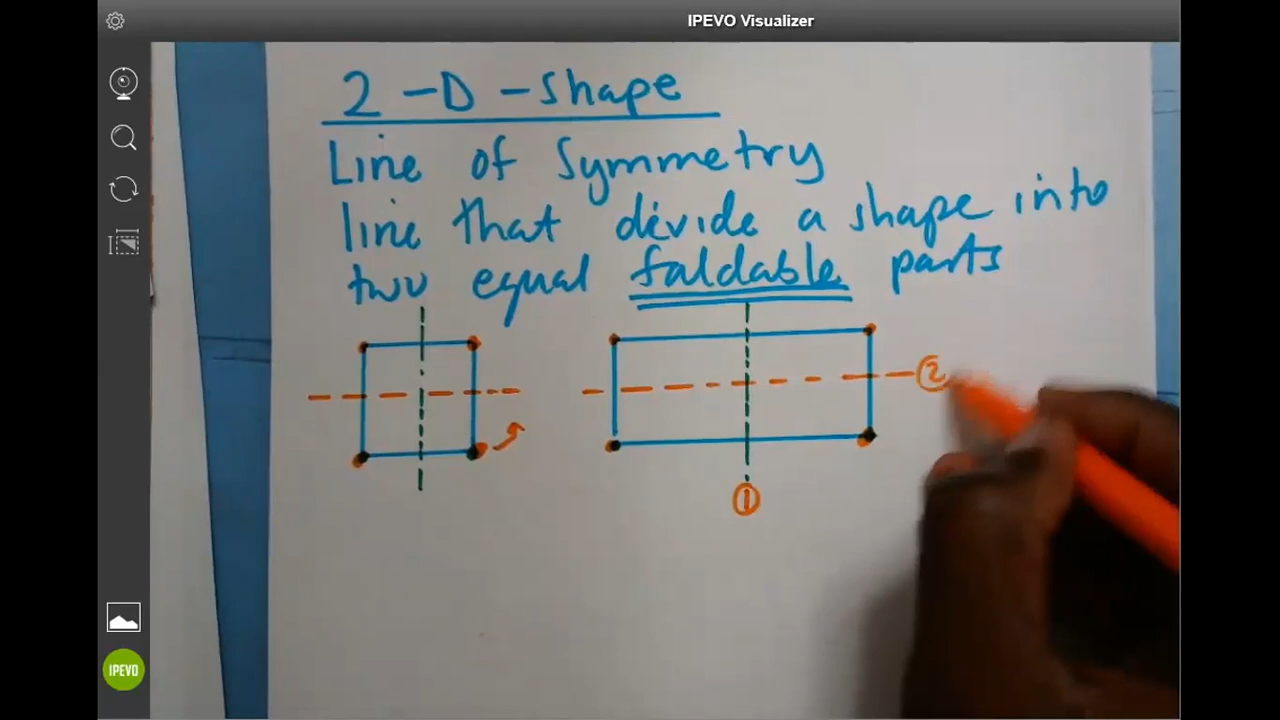 IPEVO Visualizer
2-D-shape
Line of Symmetry
line that divide a shape into
two equal faldable parts
②
①
IPEVO